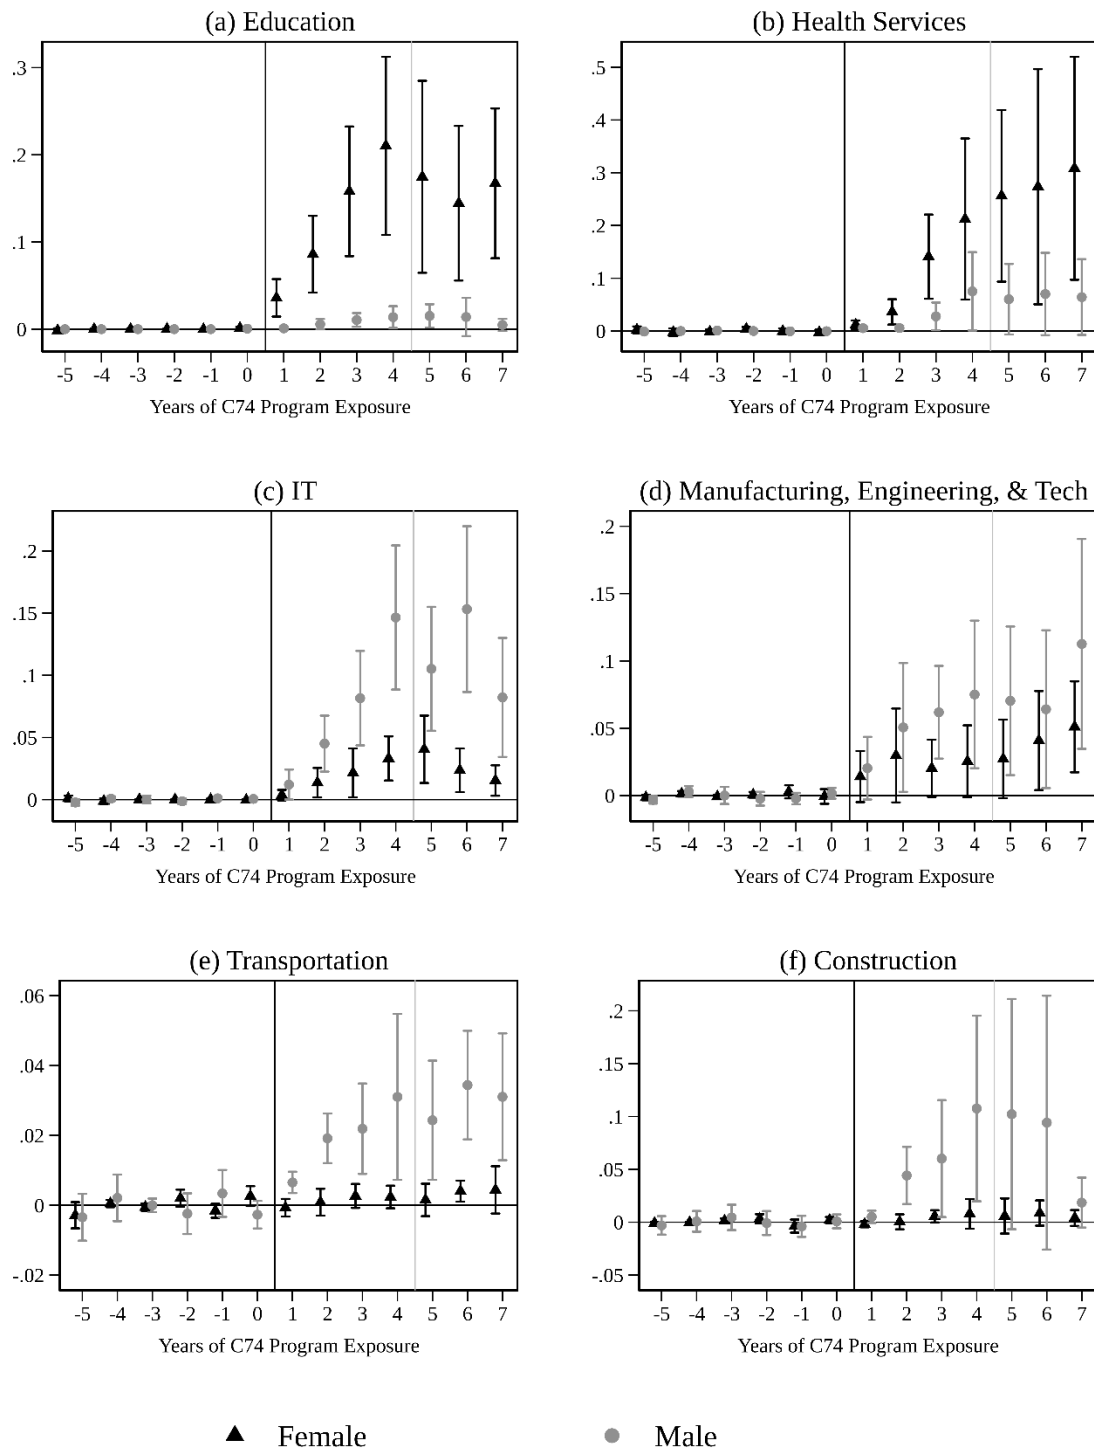 (a) Education
.3
.2
.1
0
-5 -4 -3 -2 -1 0 1 2 3 4 5 6 7
Years of C74 Program Exposure
(b) Health Services
.5
.4
.3
.2
.1
0
-5 -4 -3 -2 -1 0 1 2 3 4 5 6 7
Years of C74 Program Exposure
(c) IT
.2
.15
.1
.05
0
-5 -4 -3 -2 -1 0 1 2 3 4 5 6 7
Years of C74 Program Exposure
(d) Manufacturing, Engineering, & Tech
.2
.15
.1
.05
0
-5 -4 -3 -2 -1 0 1 2 3 4 5 6 7
Years of C74 Program Exposure
(e) Transportation
.06
.04
.02
0
-.02
-5 -4 -3 -2 -1 0 1 2 3 4 5 6 7
Years of C74 Program Exposure
(f) Construction
.2
.15
.1
.05
0
-.05
-5 -4 -3 -2 -1 0 1 2 3 4 5 6 7
Years of C74 Program Exposure
Female Male